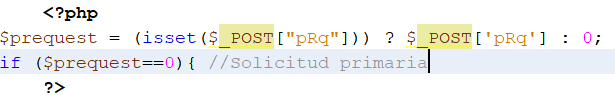 <?php
$prequest = (isset($_POST["pRq"])) ? $_POST['pRq'] : 0;
if ($prequest==0){ //Solicitud primaria
?>